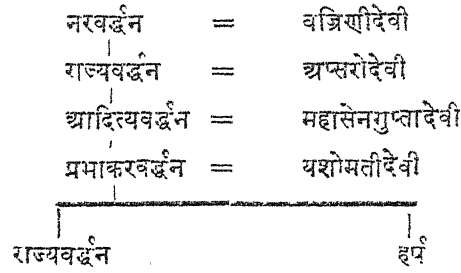 नरवर्द्धन = वज्रिणीदेवी
राज्यवर्द्धन = अप्सरोदेवी
आदित्यवर्द्धन = महासेनगुप्तादेवी
प्रभाकरवर्द्धन = यशोमतीदेवी
राज्यवर्द्धन हर्ष